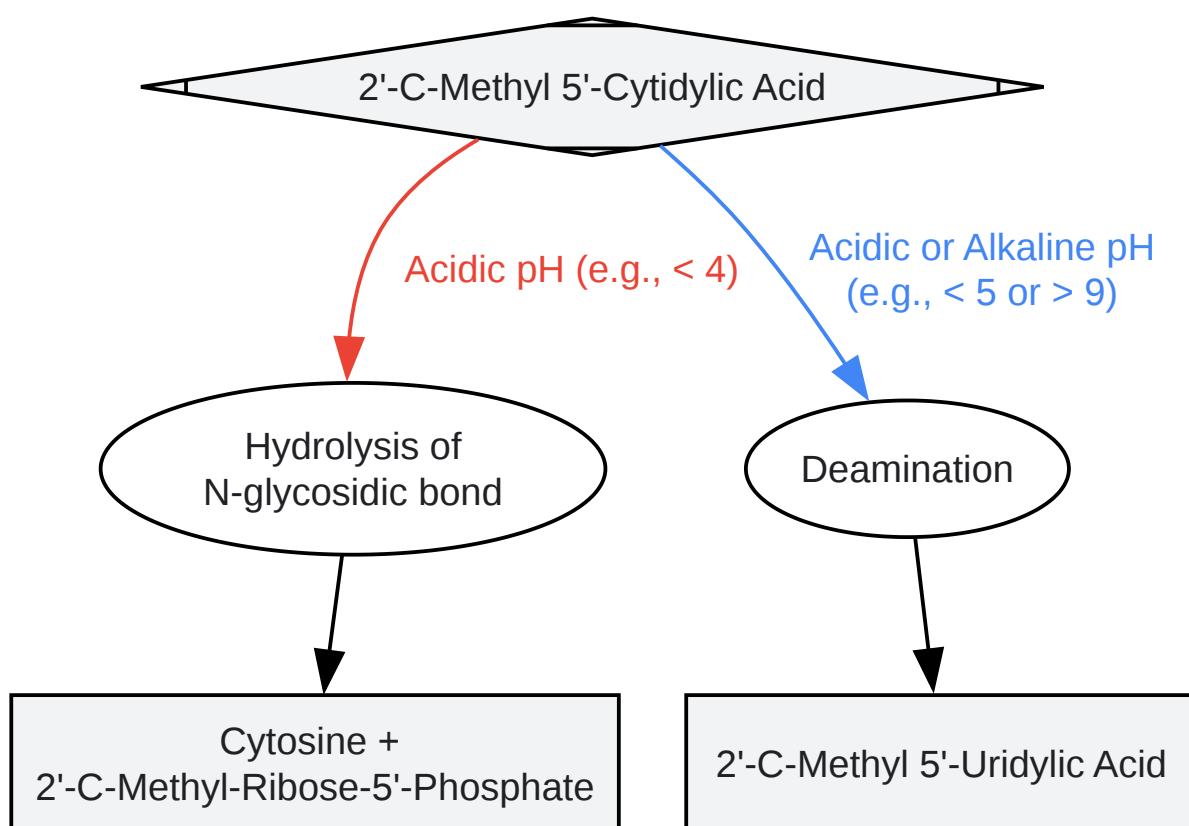 2'-C-Methyl 5'-Cytidylic Acid
Acidic pH (e.g., < 4)
Acidic or Alkaline pH
(e.g., < 5 or > 9)
Hydrolysis of
N-glycosidic bond
Deamination
Cytosine +
2'-C-Methyl-Ribose-5'-Phosphate
2'-C-Methyl 5'-Uridylic Acid